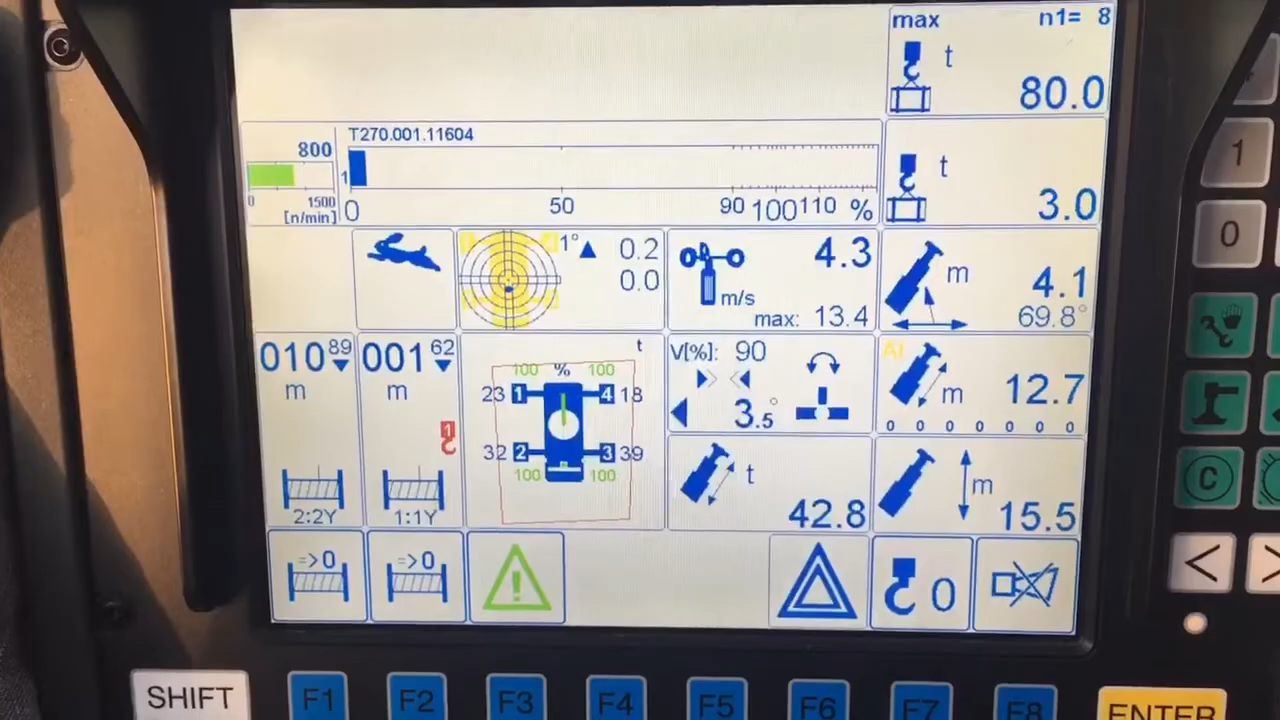 max n1= 8
t
80.0
T270.001.11604
800
1
0 1500
[n/min]
0 50 90 100 110 %
t
3.0
1° 0.2
0.0
4.3
m/s
max: 13.4
m 4.1
69.8°
010 89
m
2:2Y
001 62
m
1
1:1Y
t
100 % 100
23 1 4 18
32 2 3 39
100 100
V[%]: 90
3.5°
m 12.7
0 0 0 0 0 0 0
t
42.8
m
15.5
=>0
=>0
!
0
1
0
C
<
>
SHIFT
F1
F2
F3
F4
F5
F6
F7
F8
ENTER